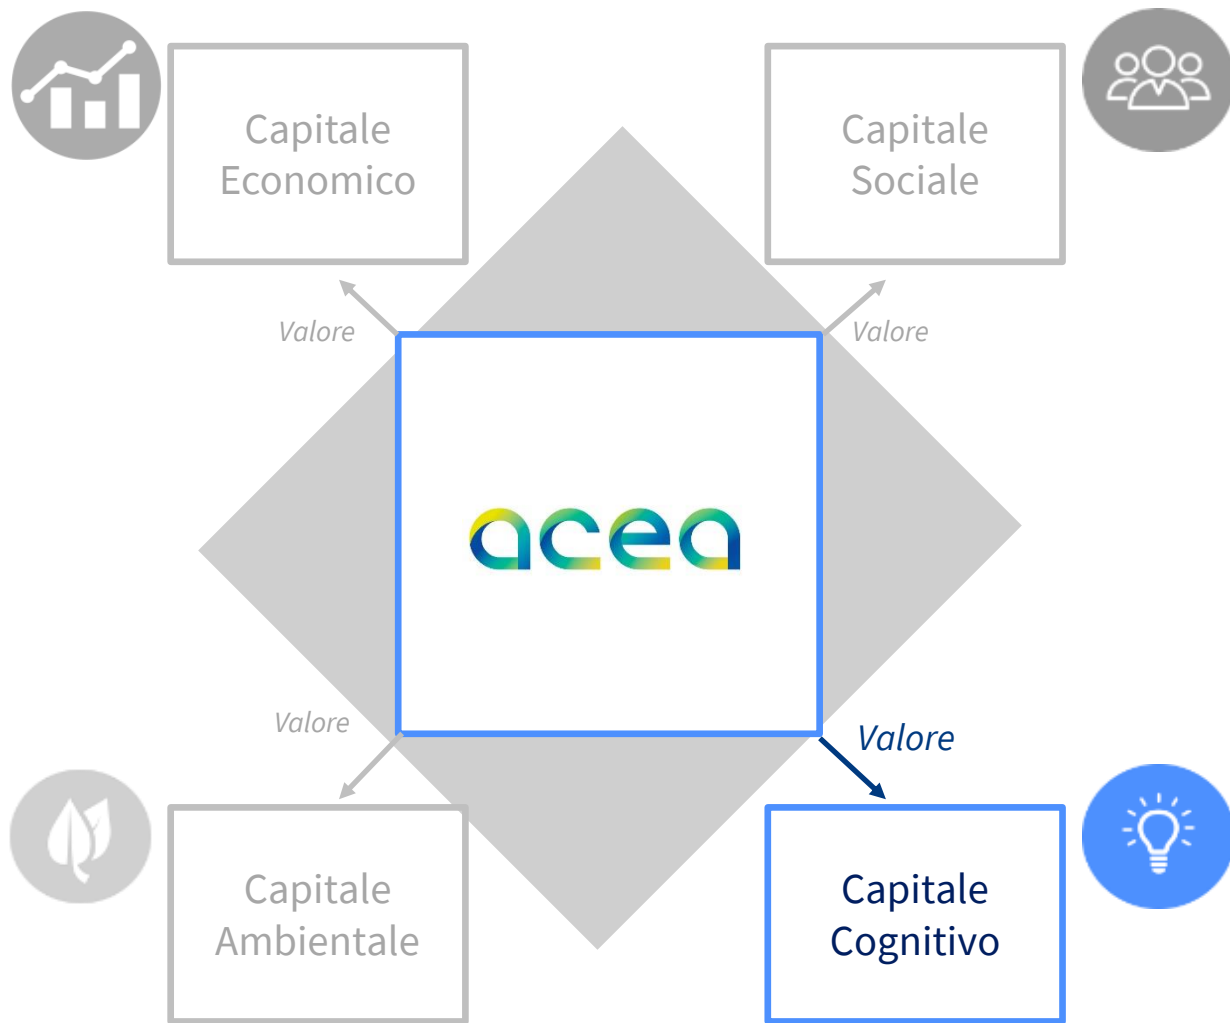 Capitale
Economico
Capitale
Sociale
Valore
Valore
acea
Valore
Valore
Capitale
Ambientale
Capitale
Cognitivo